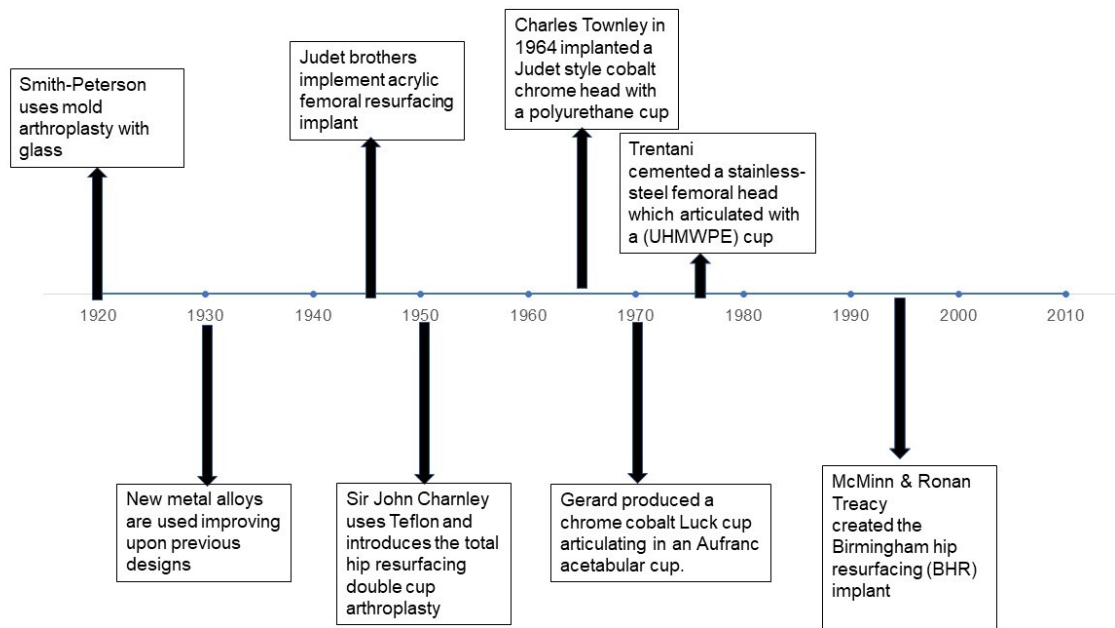 Smith-Peterson
uses mold
arthroplasty with
glass
Judet brothers
implement acrylic
femoral resurfacing
implant
Charles Townley in
1964 implanted a
Judet style cobalt
chrome head with
a polyurethane cup
Trentani
cemented a stainless-
steel femoral head
which articulated with
a (UHMWPE) cup
1920 1930 1940 1950 1960 1970 1980 1990 2000 2010
New metal alloys
are used improving
upon previous
designs
Sir John Charnley
uses Teflon and
introduces the total
hip resurfacing
double cup
arthroplasty
Gerard produced a
chrome cobalt Luck cup
articulating in an Aufranc
acetabular cup.
McMinn & Ronan
Treacy
created the
Birmingham hip
resurfacing (BHR)
implant